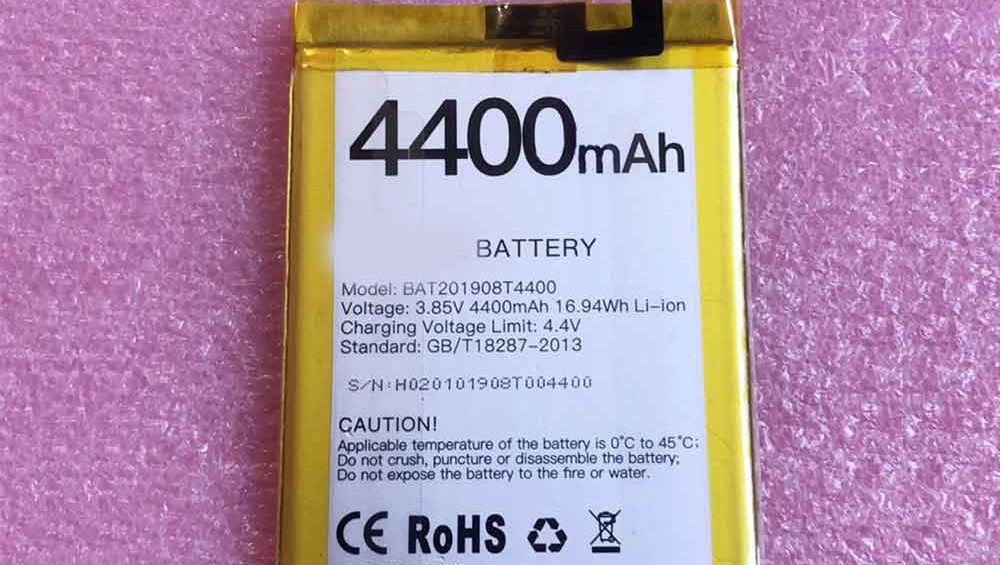 4400mAh
BATTERY
Model: BAT201908T4400
Voltage: 3.85V 4400mAh 16.94Wh Li-ion
Charging Voltage Limit: 4.4V
Standard: GB/T18287-2013
S/N:H020101908T004400
CAUTION!
Applicable temperature of the battery is 0°C to 45°C;
Do not crush, puncture or disassemble the battery;
Do not expose the battery to the fire or water.
CE RoHS